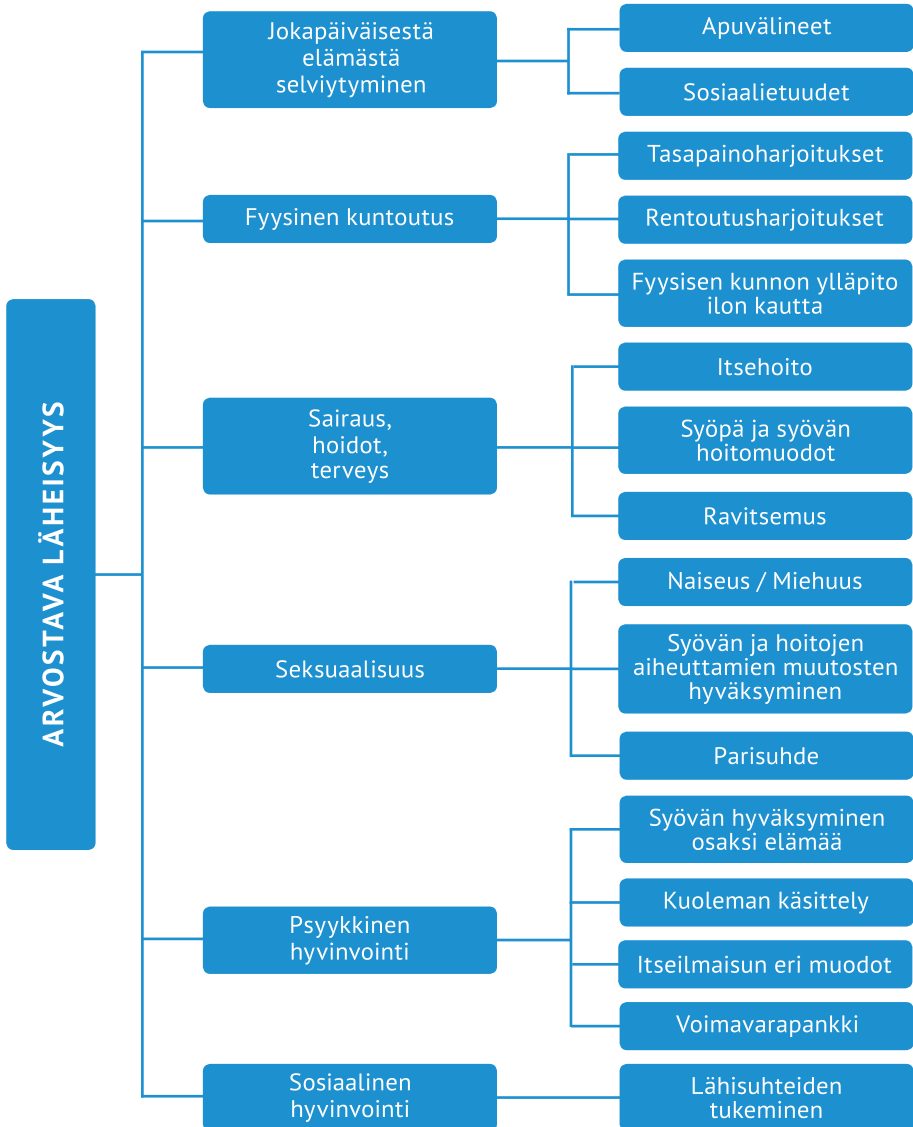 ARVOSTAVA LÄHEISYYS
Jokapäiväisestä
elämästä
selviytyminen
Apuvälineet
Sosiaalietuudet
Fyysinen kuntoutus
Tasapainoharjoitukset
Rentoutusharjoitukset
Fyysisen kunnon ylläpito
ilon kautta
Sairaus,
hoidot,
terveys
Itsehoito
Syöpä ja syövän
hoitomuodot
Ravitsemus
Seksuaalisuus
Naiseus / Miehuus
Syövän ja hoitojen
aiheuttamien muutosten
hyväksyminen
Parisuhde
Psyykkinen
hyvinvointi
Syövän hyväksyminen
osaksi elämää
Kuoleman käsittely
Itseilmaisun eri muodot
Voimavarapankki
Sosiaalinen
hyvinvointi
Lähisuhteiden
tukeminen